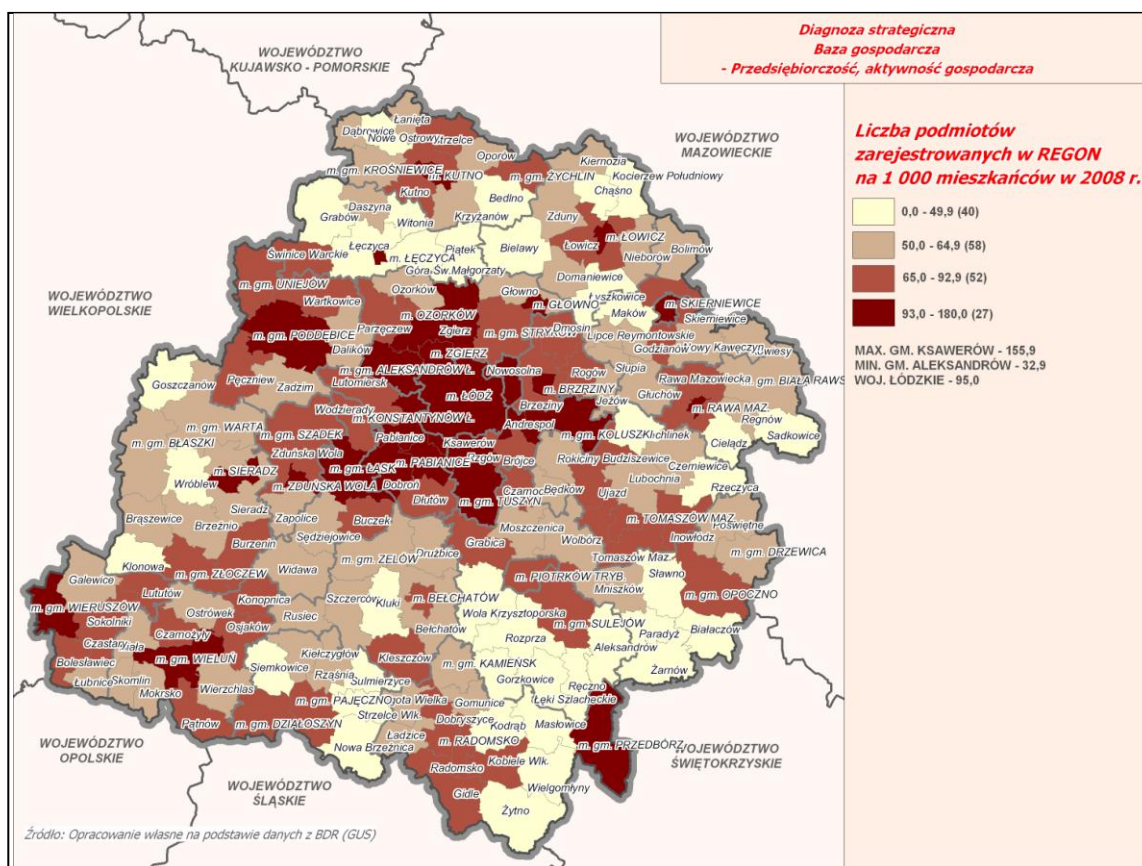 Diagnoza strategiczna
Baza gospodarcza
- Przedsiębiorczość, aktywność gospodarcza
WOJEWÓDZTWO
KUJAWSKO - POMORSKIE
WOJEWÓDZTWO
MAZOWIECKIE
WOJEWÓDZTWO
WIELKOPOLSKIE
WOJEWÓDZTWO
OPOLSKIE
WOJEWÓDZTWO
ŚLĄSKIE
WOJEWÓDZTWO
ŚWIĘTOKRZYSKIE
Liczba podmiotów
zarejestrowanych w REGON
na 1 000 mieszkańców w 2008 r.
0,0 - 49,9 (40)
50,0 - 64,9 (58)
65,0 - 92,9 (52)
93,0 - 180,0 (27)
MAX. GM. KSAWERÓW - 155,9
MIN. GM. ALEKSANDRÓW - 32,9
WOJ. ŁÓDZKIE - 95,0
Łanięta
Dąbrowice
Nowe Ostrowy
Oporów
Kiernozia
m. gm. KROŚNIEWICE
m. KUTNO
m. gm. ŻYCHLIN
Kocierzew Południowy
Kutno
Bedlno
Chąśno
Daszyna
Grabów
Witonia
Krzyżanów
Zduny
m. ŁOWICZ
Łęczyca
Piątek
Bielawy
Łowicz
Bolimów
Świnice Warckie
m. ŁĘCZYCA
Nieborów
Góra Św.Małgorzaty
Domaniewice
m. gm. UNIEJÓW
Ozorków
Głowno
Łyszkowice
m. SKIERNIEWICE
Wartkowice
m. OZORKÓW
m. GŁOWNO
Maków
Skierniewice
Parzęczew
Zgierz
m. gm. STRYKÓW
Dmosin
m. gm. PODDĘBICE
Lipce Reymontowskie
Dalików
m. ZGIERZ
Godzianów
Goszczanów
Pęczniew
Zadzim
m. gm. ALEKSANDRÓW Ł.
Nowosolna
Rogów
Słupia
Lutomiersk
Rawa Mazowiecka
Głuchów
Wodzierady
m. ŁÓDŹ
m. BRZRZINY
Brzeziny
Jeżów
m. RAWA MAZ.
m. gm. WARTA
m. KONSTANTYNÓW Ł.
Regnów
Sadkowice
m. gm. BŁASZKI
m. gm. SZADEK
Pabianice
Ksawerów
Andrespol
m. gm. KOLUSZKI
Cielądz
Zduńska Wola
m. gm. ŁASK
m. PABIANICE
Brójce
Rokiciny
Budziszewice
Czerniewice
Wróblew
m. SIERADZ
m. ZDUŃSKA WOLA
Dobroń
m. gm. TUSZYN
Będków
Ujazd
Lubochnia
Rzeczyca
Sieradz
Dłutów
Brąszewice
Brzeźnio
Zapolice
Buczek
Moszczenica
m. TOMASZÓW MAZ.
Poświętne
Burzenin
Sędziejowice
Grabica
Wolbórz
Inowłódz
m. gm. DRZEWICA
Klonowa
m. gm. ZŁOCZEW
Widawa
m. gm. ZELÓW
Drużbice
Tomaszów Maz.
Galewice
Lututów
Konopnica
Szczerców
Kluki
m. BEŁCHATÓW
m. PIOTRKÓW TRYB.
Mniszków
Sławno
m. gm. OPOCZNO
m. gm. WIERUSZÓW
Ostrówek
Rusiec
Wola Krzysztoporska
Sokolniki
Osjaków
Bełchatów
m. gm. SULEJÓW
Białaczów
Czarnożyły
Rozprza
Paradyż
Czastary
Biała
m. gm. WIELUŃ
Siemkowice
Kiełczygłów
Kleszczów
Aleksandrów
Bolesławiec
Rząśnia
m. gm. KAMIEŃSK
Żarnów
Łubnice
Skomlin
Mokrsko
Wierzchlas
Sulmierzyce
Gorzkowice
Ręczno
m. gm. PAJĘCZNO
Gomunice
Łęki Szlacheckie
Pątnów
m. gm. DZIAŁOSZYN
Strzelce Wlk.
Dobryszyce
Kodrąb
Masłowice
Ładzice
m. RADOMSKO
m. gm. PRZEDBÓRZ
Nowa Brzeźnica
Radomsko
Kobiele Wlk.
Gidle
Wielgomłyny
Żytno
Źródło: Opracowanie własne na podstawie danych z BDR (GUS)